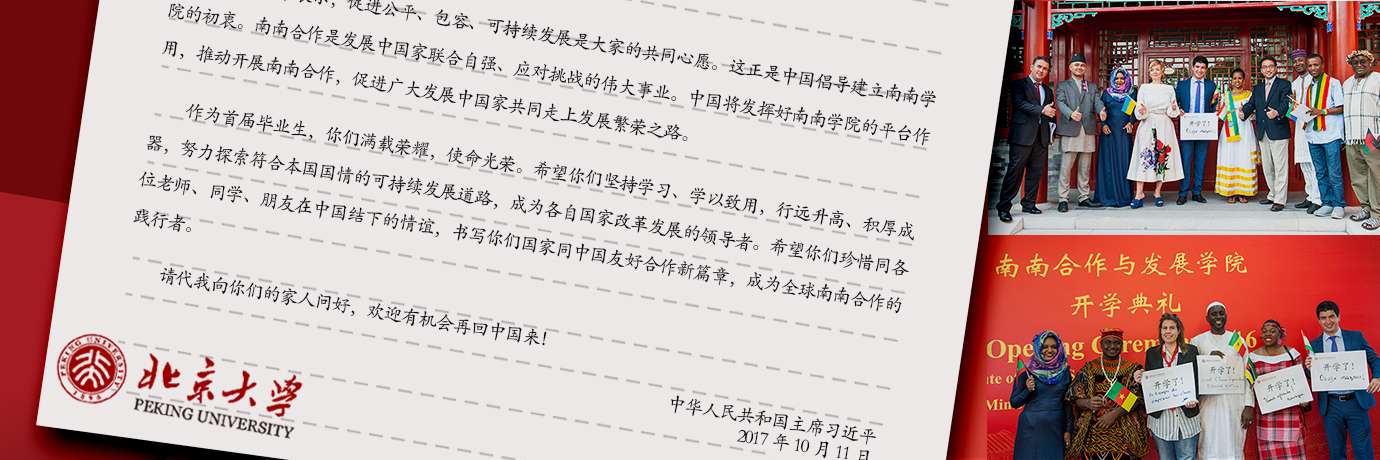 促进公平、包容、可持续发展是大家的共同心愿。这正是中国倡导建立南南学
院的初衷。南南合作是发展中国家联合自强、应对挑战的伟大事业。中国将发挥好南南学院的平台作
用，推动开展南南合作，促进广大发展中国家共同走上发展繁荣之路。
作为首届毕业生，你们满载荣耀，使命光荣。希望你们坚持学习、学以致用，行远升高、积厚成
器，努力探索符合本国国情的可持续发展道路，成为各自国家改革发展的领导者。希望你们珍惜同各
位老师、同学、朋友在中国结下的情谊，书写你们国家同中国友好合作新篇章，成为全球南南合作的
践行者。
请代我向你们的家人问好，欢迎有机会再回中国来！
中华人民共和国主席习近平
2017 年 10 月 11 日
PEKING UNIVERSITY
1898
北京大学
PEKING UNIVERSITY
开学了！
南南合作与发展学院
开学典礼
Opening Ceremo
6
ute of
Min
开学了！
开学了！
开学了！
开学了！